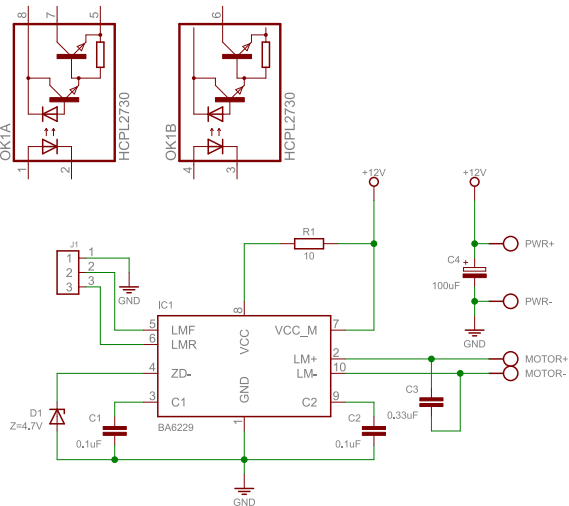 8
7
5
OK1A
HCPL2730
1
2
6
OK1B
HCPL2730
4
3
+12V
+12V
R1
10
PWR+
C4
+
100uF
PWR-
GND
J1
1
2
3
1
2
3
GND
IC1
8
5
LMF
VCC
VCC_M
7
6
LMR
LM+
2
MOTOR+
4
ZD-
LM-
10
MOTOR-
3
C1
GND
C2
9
BA6229
1
D1
Z=4.7V
C1
0.1uF
C2
0.1uF
C3
0.33uF
GND